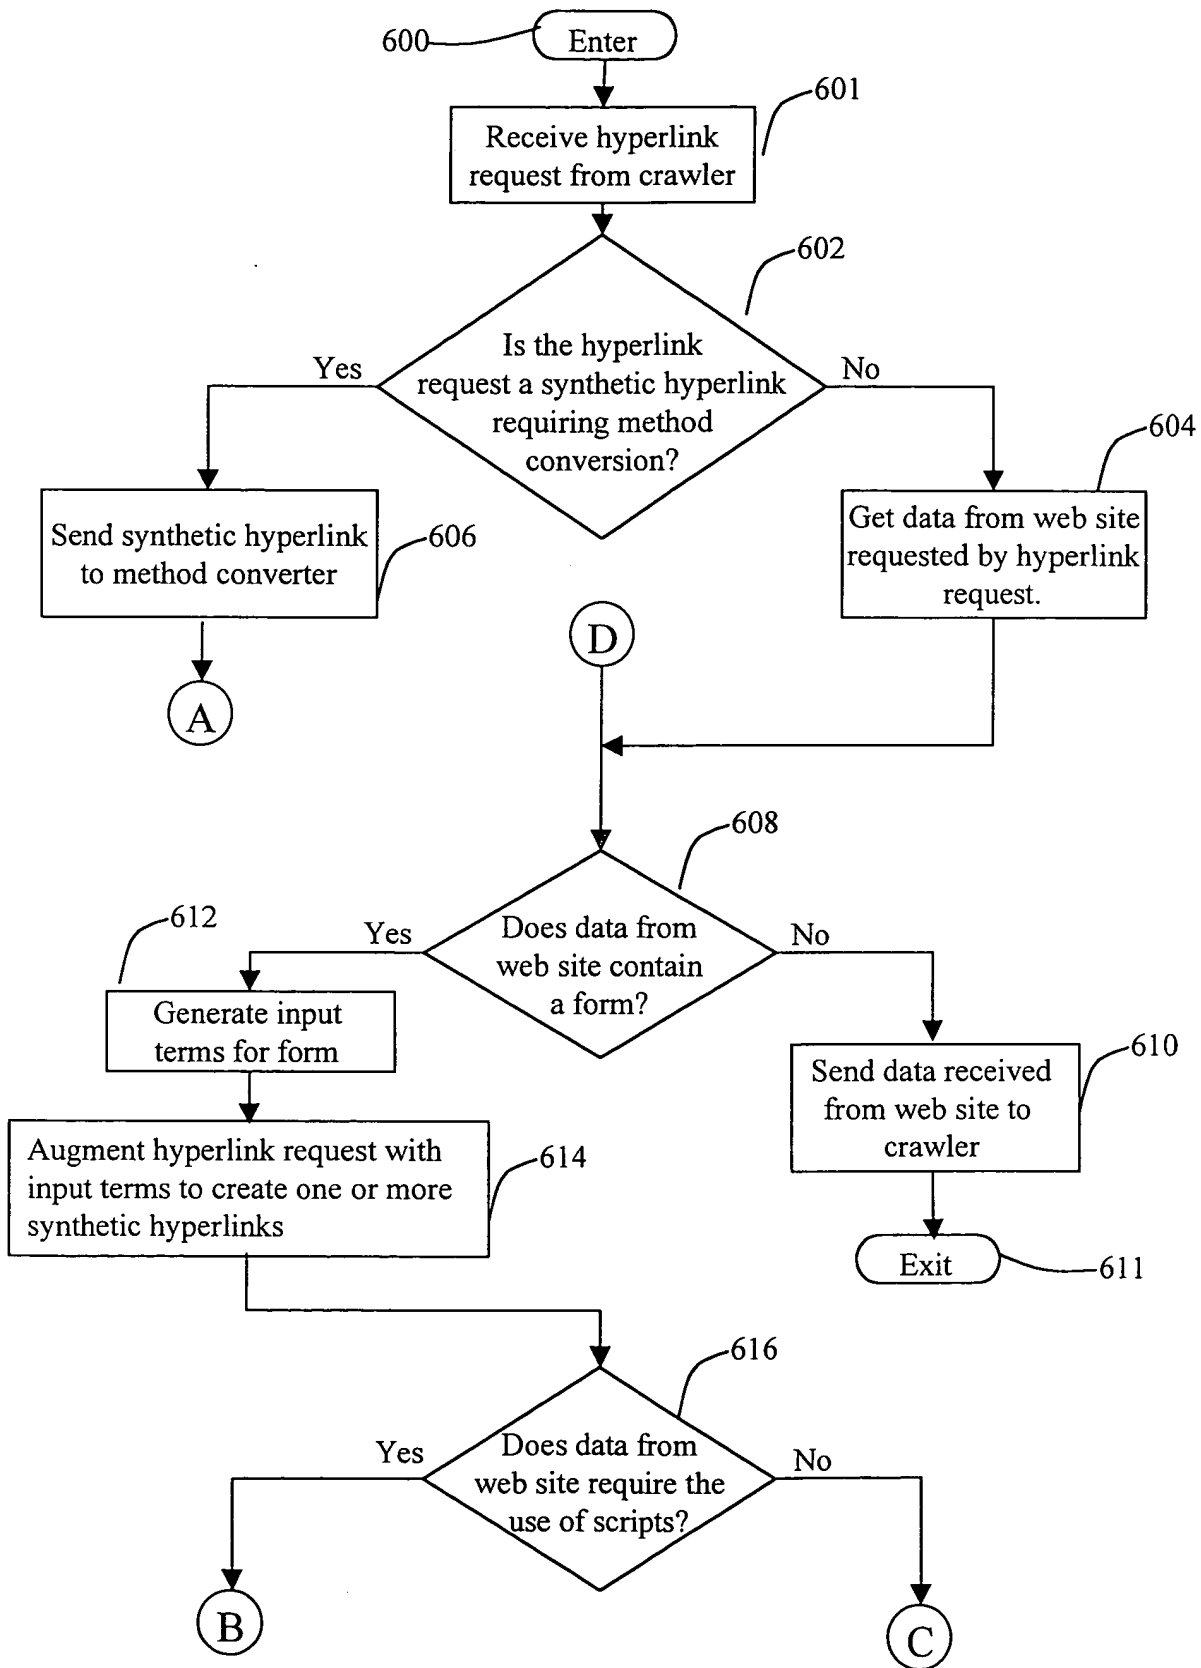 600
Enter
601
Receive hyperlink
request from crawler
602
Is the hyperlink
request a synthetic hyperlink
requiring method
conversion?
Yes
No
604
Send synthetic hyperlink
to method converter
606
Get data from web site
requested by hyperlink
request.
D
A
608
612
Yes
Does data from
web site contain
a form?
No
Generate input
terms for form
610
Send data received
from web site to
crawler
Augment hyperlink request with
input terms to create one or more
synthetic hyperlinks
614
Exit
611
616
Yes
Does data from
web site require the
use of scripts?
No
B
C